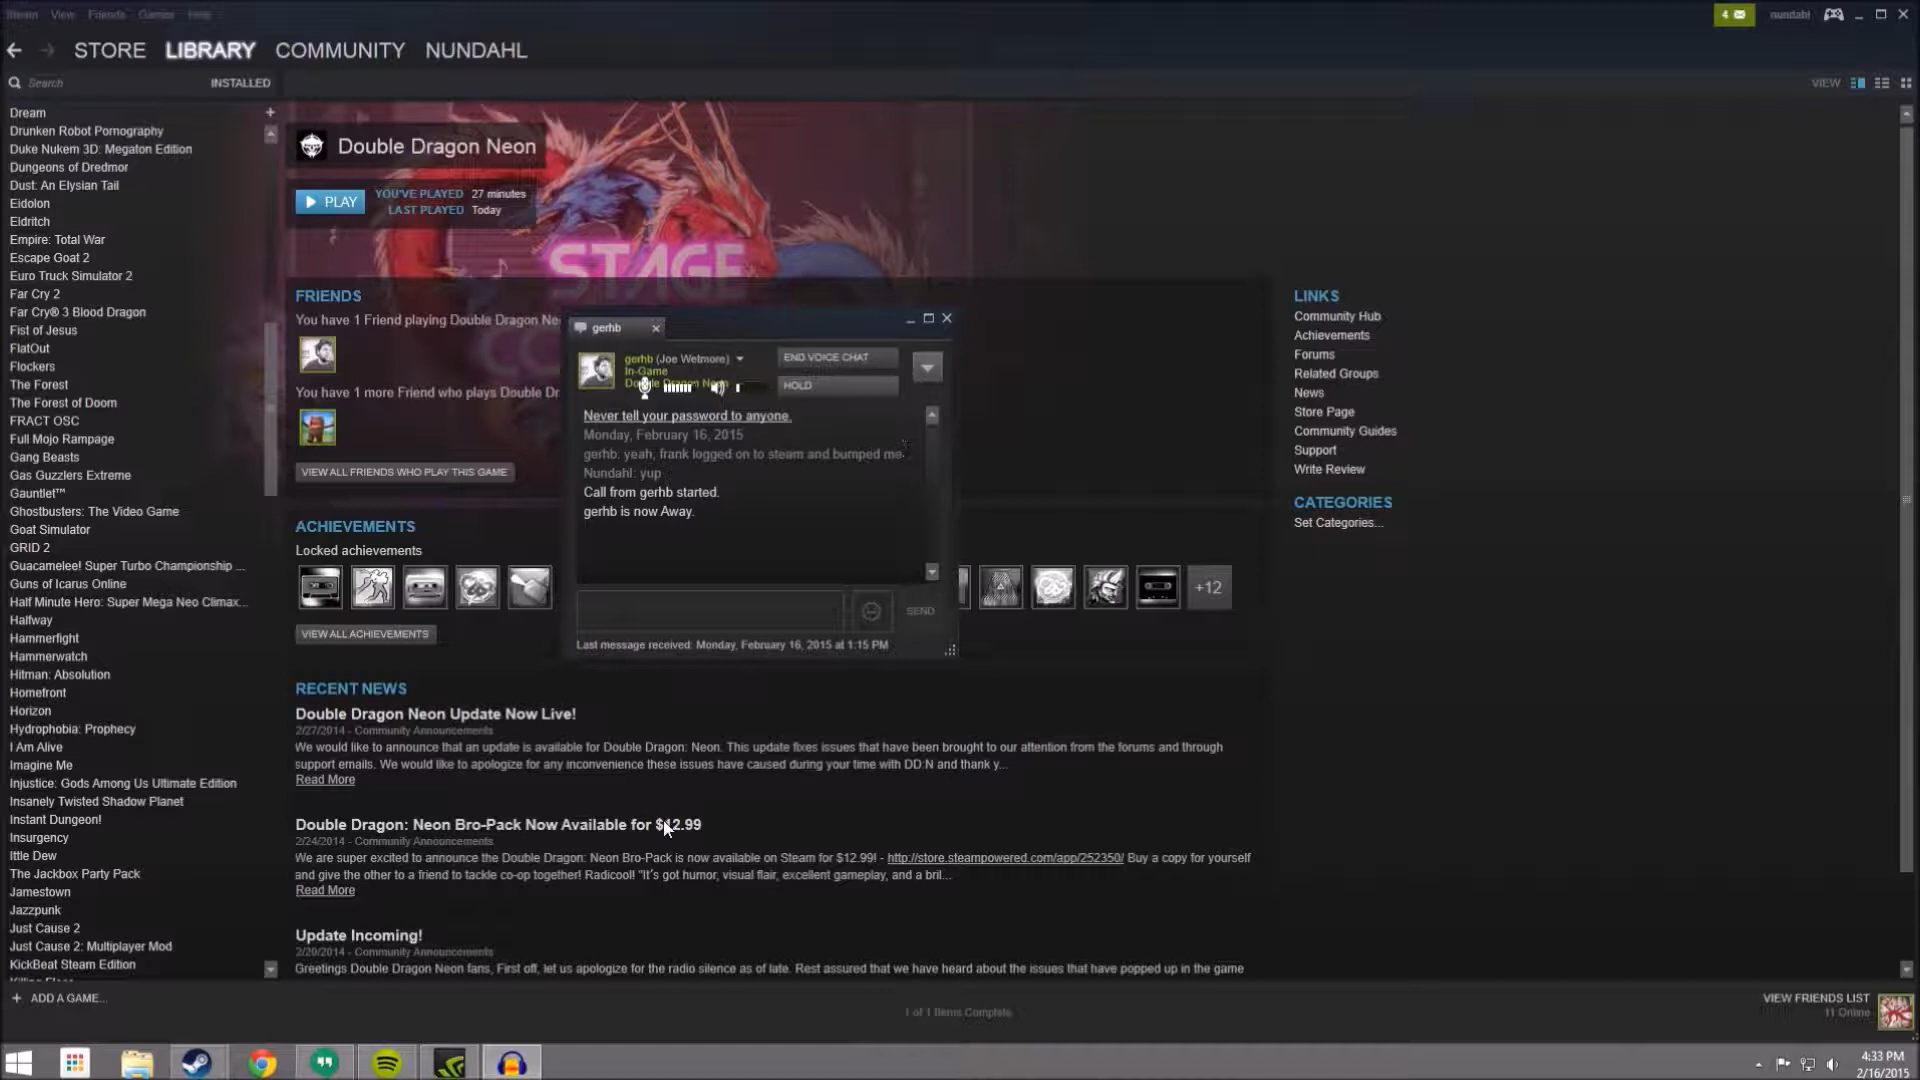 Steam View Friends Games Help
4
nundahl
STORE LIBRARY COMMUNITY NUNDAHL
Search
INSTALLED
VIEW
Dream
Drunken Robot Pornography
Duke Nukem 3D: Megaton Edition
Dungeons of Dredmor
Dust: An Elysian Tail
Eidolon
Eldritch
Empire: Total War
Escape Goat 2
Euro Truck Simulator 2
Far Cry 2
Far Cry® 3 Blood Dragon
Fist of Jesus
FlatOut
Flockers
The Forest
The Forest of Doom
FRACT OSC
Full Mojo Rampage
Gang Beasts
Gas Guzzlers Extreme
Gauntlet™
Ghostbusters: The Video Game
Goat Simulator
GRID 2
Guacamelee! Super Turbo Championship ...
Guns of Icarus Online
Half Minute Hero: Super Mega Neo Climax...
Halfway
Hammerfight
Hammerwatch
Hitman: Absolution
Homefront
Horizon
Hydrophobia: Prophecy
I Am Alive
Imagine Me
Injustice: Gods Among Us Ultimate Edition
Insanely Twisted Shadow Planet
Instant Dungeon!
Insurgency
Ittle Dew
The Jackbox Party Pack
Jamestown
Jazzpunk
Just Cause 2
Just Cause 2: Multiplayer Mod
KickBeat Steam Edition
+ ADD A GAME...
Double Dragon Neon
PLAY
YOU'VE PLAYED 27 minutes
LAST PLAYED Today
STAGE
FRIENDS
You have 1 Friend playing Double Dragon Ne
You have 1 more Friend who plays Double Dr
VIEW ALL FRIENDS WHO PLAY THIS GAME
ACHIEVEMENTS
Locked achievements
+12
VIEW ALL ACHIEVEMENTS
gerhb
gerhb (Joe Wetmore)
In-Game
Double Dragon Neon
END VOICE CHAT
HOLD
Never tell your password to anyone.
Monday, February 16, 2015
gerhb: yeah, frank logged on to steam and bumped me
Nundahl: yup
Call from gerhb started.
gerhb is now Away.
SEND
Last message received: Monday, February 16, 2015 at 1:15 PM
RECENT NEWS
Double Dragon Neon Update Now Live!
2/27/2014 - Community Announcements
We would like to announce that an update is available for Double Dragon: Neon. This update fixes issues that have been brought to our attention from the forums and through
support emails. We would like to apologize for any inconvenience these issues have caused during your time with DD:N and thank y...
Read More
Double Dragon: Neon Bro-Pack Now Available for $12.99
2/24/2014 - Community Announcements
We are super excited to announce the Double Dragon: Neon Bro-Pack is now available on Steam for $12.99! - http://store.steampowered.com/app/252350/ Buy a copy for yourself
and give the other to a friend to tackle co-op together! Radicool! "It's got humor, visual flair, excellent gameplay, and a bril...
Read More
Update Incoming!
2/20/2014 - Community Announcements
Greetings Double Dragon Neon fans, First off, let us apologize for the radio silence as of late. Rest assured that we have heard about the issues that have popped up in the game
LINKS
Community Hub
Achievements
Forums
Related Groups
News
Store Page
Community Guides
Support
Write Review
CATEGORIES
Set Categories...
1 of 1 Items Complete
VIEW FRIENDS LIST
11 Online
4:33 PM
2/16/2015